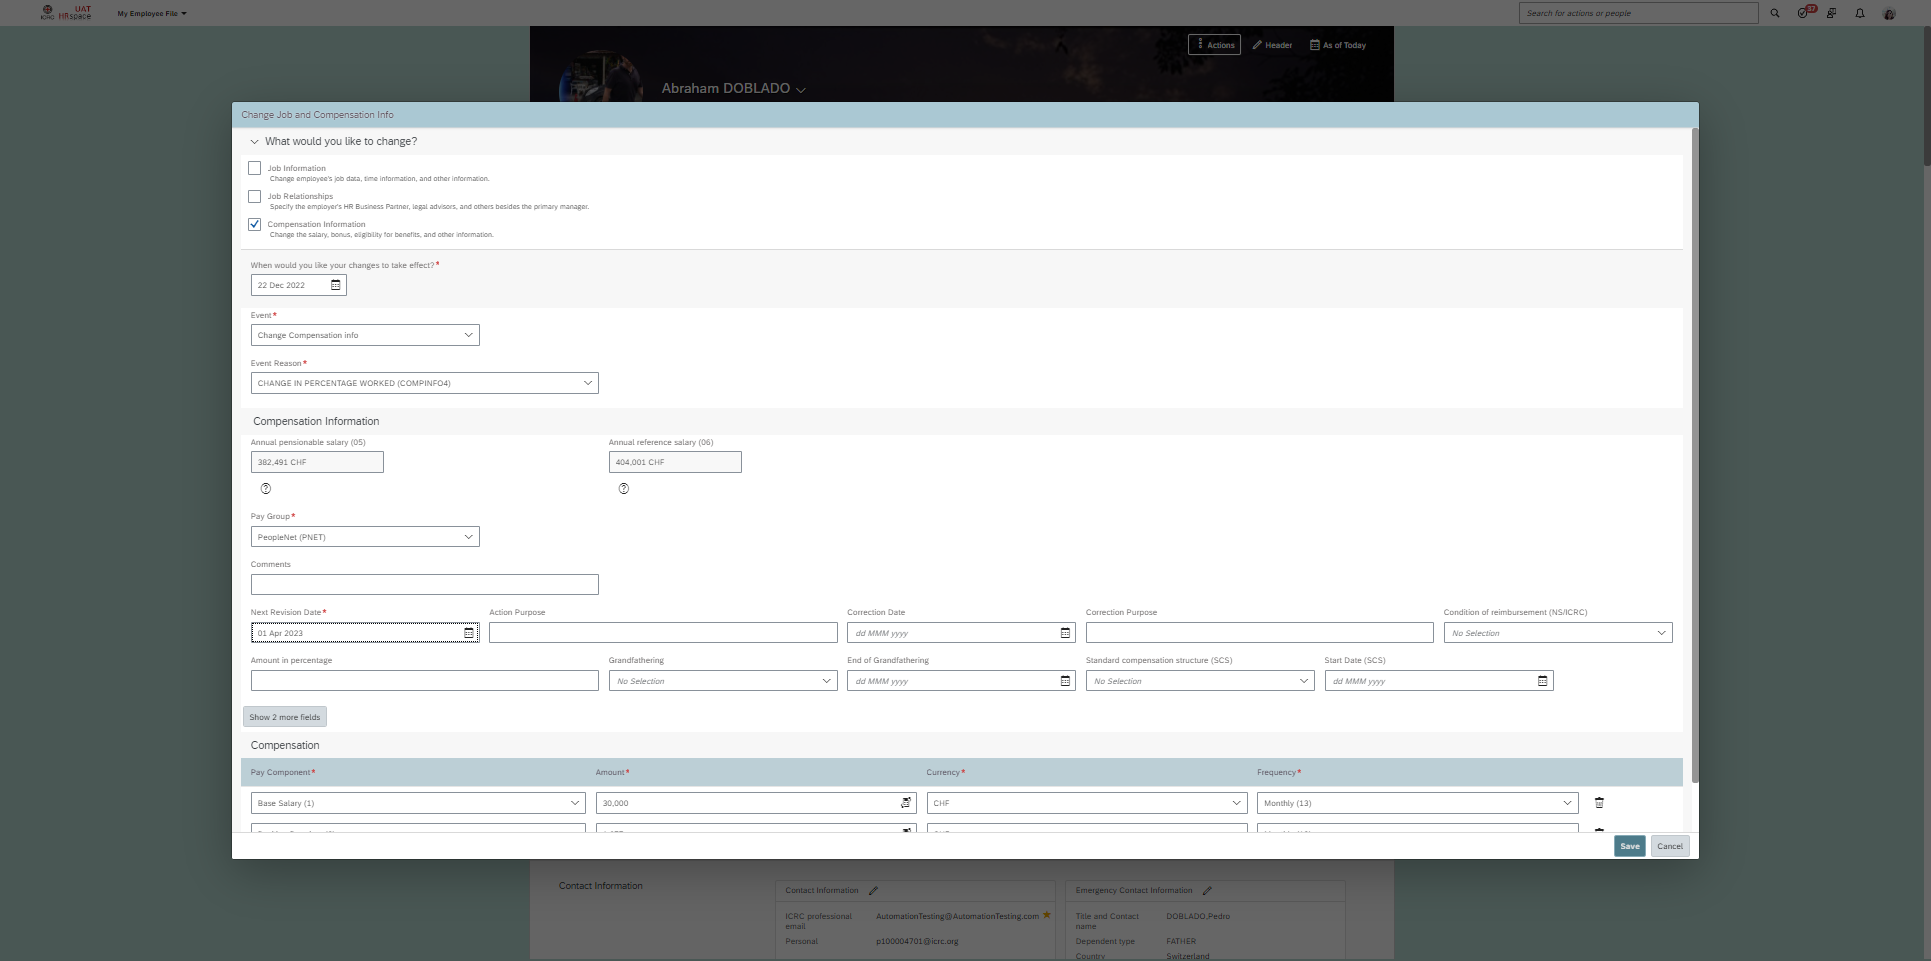 ICRC UAT HRspace
My Employee File
Search for actions or people
37
Actions
Header
As of Today
Abraham DOBLADO
Change Job and Compensation Info
What would you like to change?
Job Information
Change employee's job data, time information, and other information.
Job Relationships
Specify the employer's HR Business Partner, legal advisors, and others besides the primary manager.
Compensation Information
Change the salary, bonus, eligibility for benefits, and other information.
When would you like your changes to take effect?*
22 Dec 2022
Event*
Change Compensation info
Event Reason*
CHANGE IN PERCENTAGE WORKED (COMPINFO4)
Compensation Information
Annual pensionable salary (05) Annual reference salary (06)
382,491 CHF 404,001 CHF
Pay Group*
PeopleNet (PNET)
Comments
Next Revision Date* Action Purpose Correction Date Correction Purpose Condition of reimbursement (NS/ICRC)
01 Apr 2023 dd MMM yyyy No Selection
Amount in percentage Grandfathering End of Grandfathering Standard compensation structure (SCS) Start Date (SCS)
No Selection dd MMM yyyy No Selection dd MMM yyyy
Show 2 more fields
Compensation
Pay Component* Amount* Currency* Frequency*
Base Salary (1) 30,000 CHF Monthly (13)
Save Cancel
Contact Information Contact Information Emergency Contact Information
ICRC professional email AutomationTesting@AutomationTesting.com Title and Contact name DOBLADO,Pedro
Personal p100004701@icrc.org Dependent type FATHER
Country Switzerland